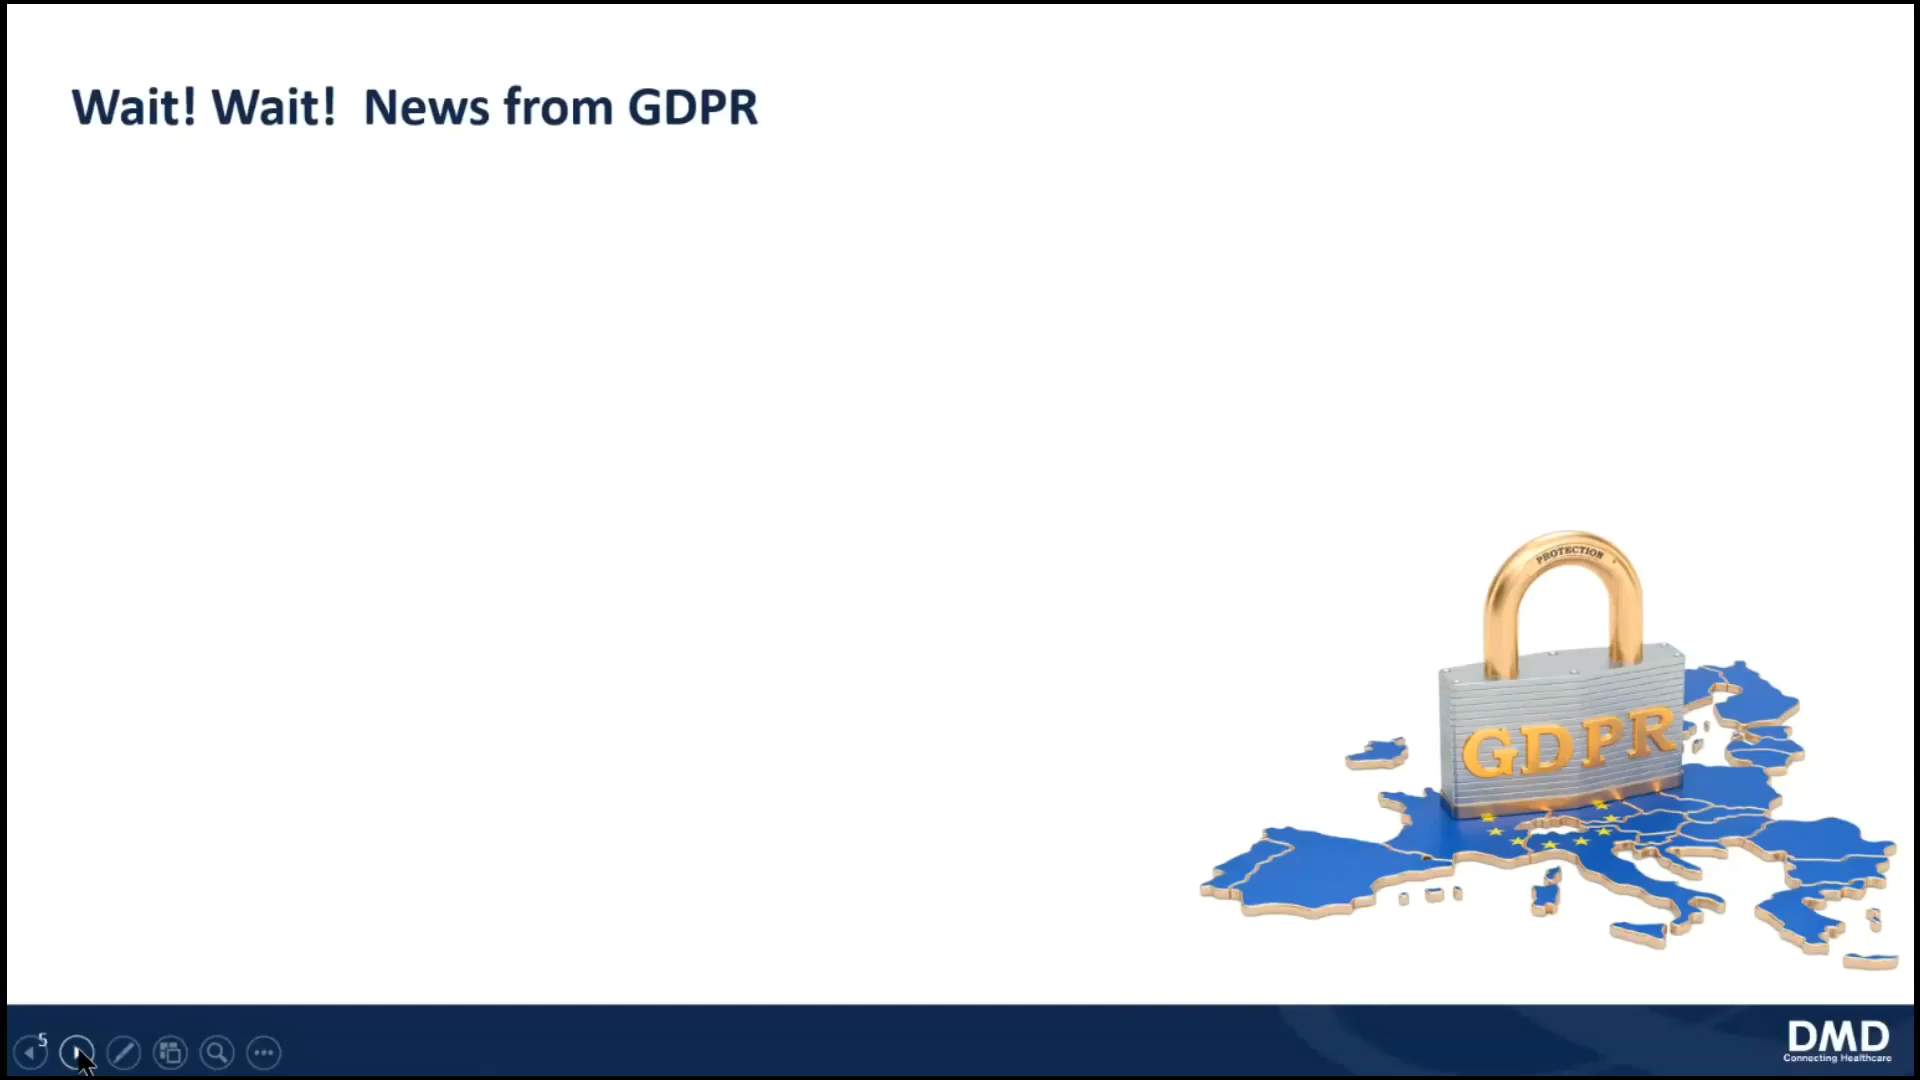 Wait! Wait!  News from GDPR
PROTECTION
GDPR
5
DMD
Connecting Healthcare